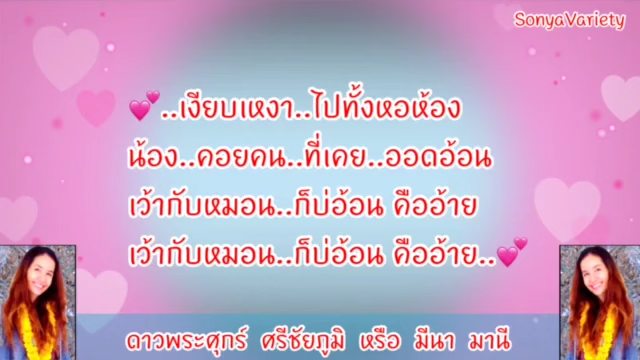 SonyaVariety
💕..เงียบเหงา..ไปทั้งหอห้อง
น้อง..คอยคน..ที่เคย..ออดอ้อน
เว้ากับหมอน..ก็บ่อ้อน คืออ้าย
เว้ากับหมอน..ก็บ่อ้อน คืออ้าย..💕
ดาวพระศุกร์ ศรีชัยภูมิ หรือ มีนา มานี